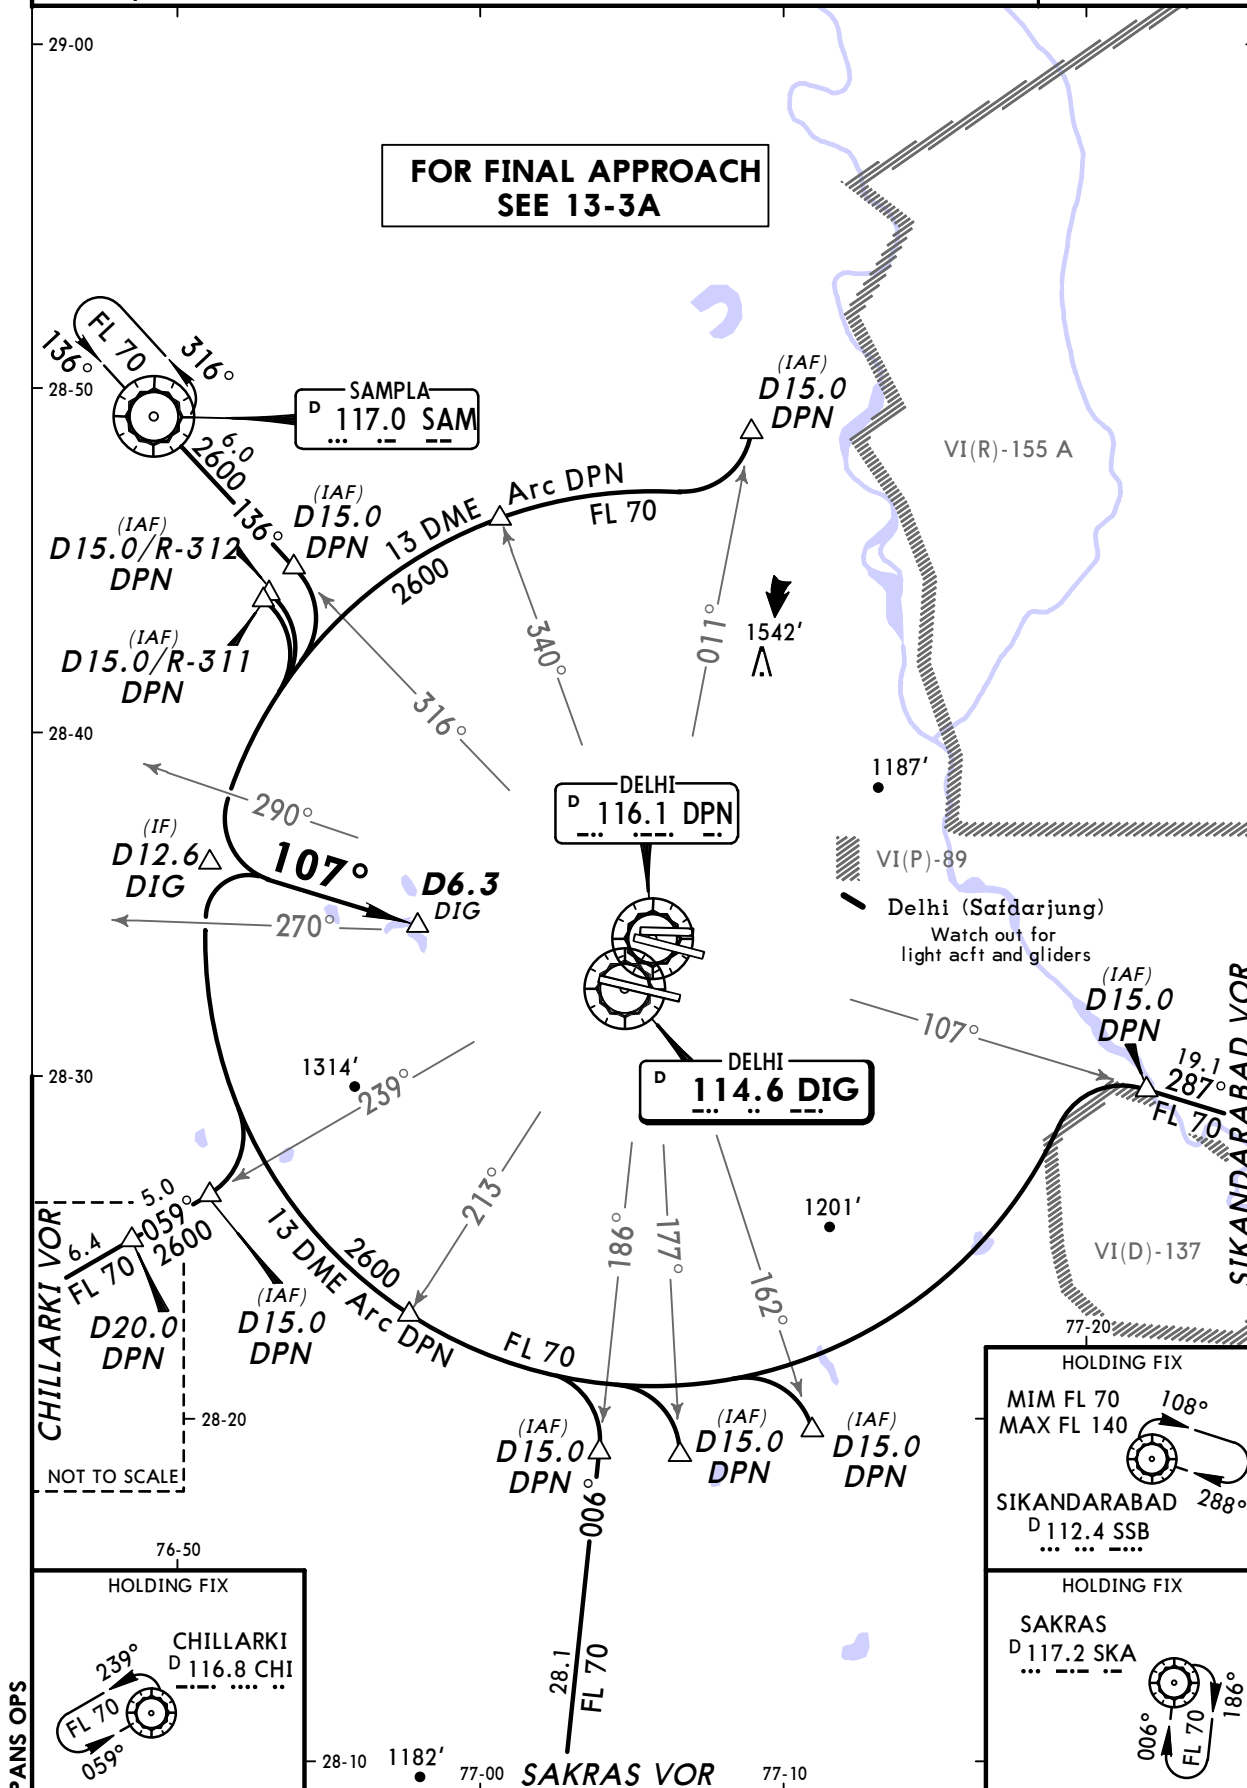 29-00
FOR FINAL APPROACH
SEE 13-3A
FL 70
136°
316°
28-50
SAMPLA
D 117.0 SAM
6.0
2600
136°
(IAF)
D15.0
DPN
(IAF)
D15.0/R-312
DPN
(IAF)
D15.0/R-311
DPN
13 DME Arc DPN
2600
FL 70
(IAF)
D15.0
DPN
VI(R)-155 A
340°
011°
1542'
316°
28-40
290°
DELHI
D 116.1 DPN
1187'
VI(P)-89
(IF)
D12.6
DIG
107°
D6.3
DIG
270°
Delhi (Safdarjung)
Watch out for
light acft and gliders
(IAF)
D15.0
DPN
107°
19.1
287°
FL 70
SIKANDARABAD VOR
28-30
1314'
239°
DELHI
D 114.6 DIG
213°
186°
177°
162°
1201'
VI(D)-137
CHILLARKI VOR
6.4
FL 70
5.0
059°
2600
D20.0
DPN
(IAF)
D15.0
DPN
2600
13 DME Arc DPN
FL 70
28-20
NOT TO SCALE
(IAF)
D15.0
DPN
(IAF)
D15.0
DPN
(IAF)
D15.0
DPN
77-20
HOLDING FIX
MIM FL 70
MAX FL 140
108°
288°
SIKANDARABAD
D 112.4 SSB
006°
28.1
FL 70
SAKRAS VOR
76-50
HOLDING FIX
CHILLARKI
D 116.8 CHI
239°
FL 70
059°
HOLDING FIX
SAKRAS
D 117.2 SKA
006°
FL 70
186°
PANS OPS
28-10
1182'
77-00
77-10